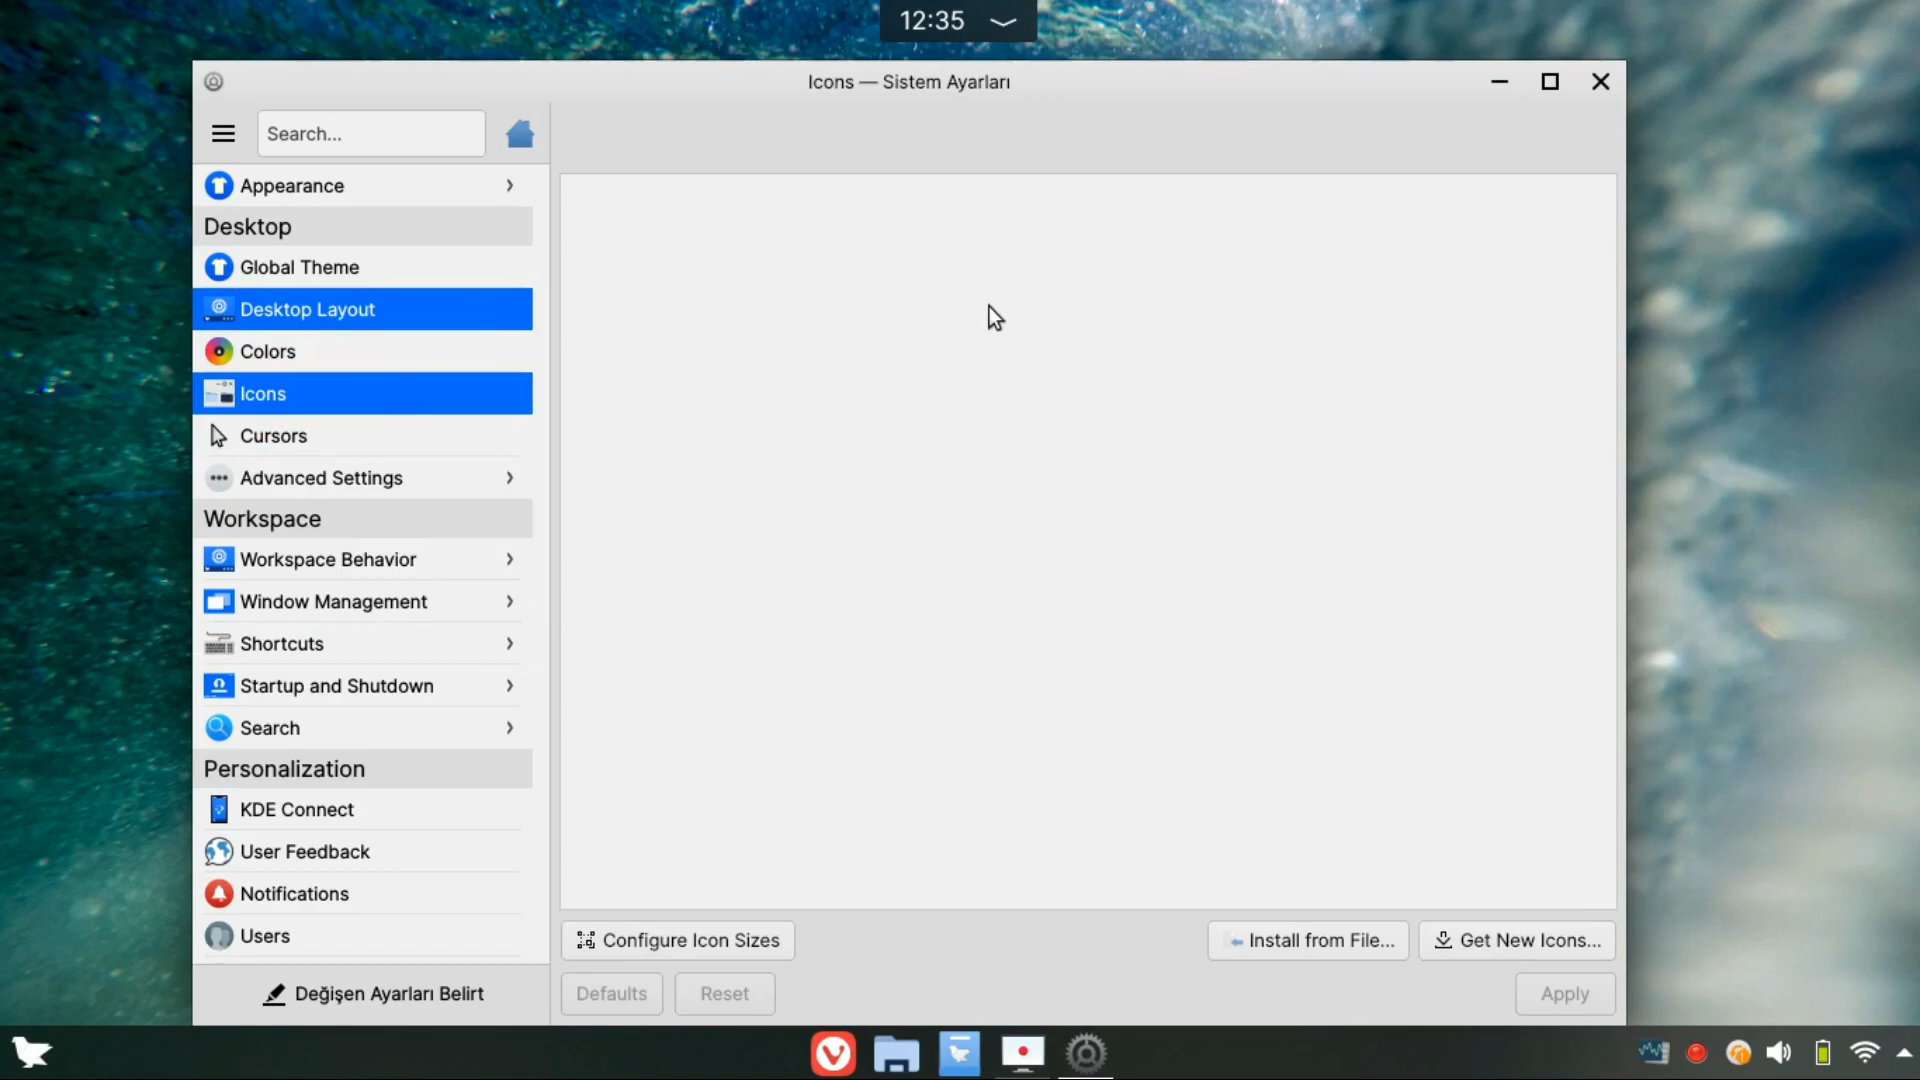 12:35
Icons — Sistem Ayarları
Search...
Appearance
Desktop
Global Theme
Desktop Layout
Colors
Icons
Cursors
Advanced Settings
Workspace
Workspace Behavior
Window Management
Shortcuts
Startup and Shutdown
Search
Personalization
KDE Connect
User Feedback
Notifications
Users
Değişen Ayarları Belirt
Configure Icon Sizes
Install from File...
Get New Icons...
Defaults
Reset
Apply